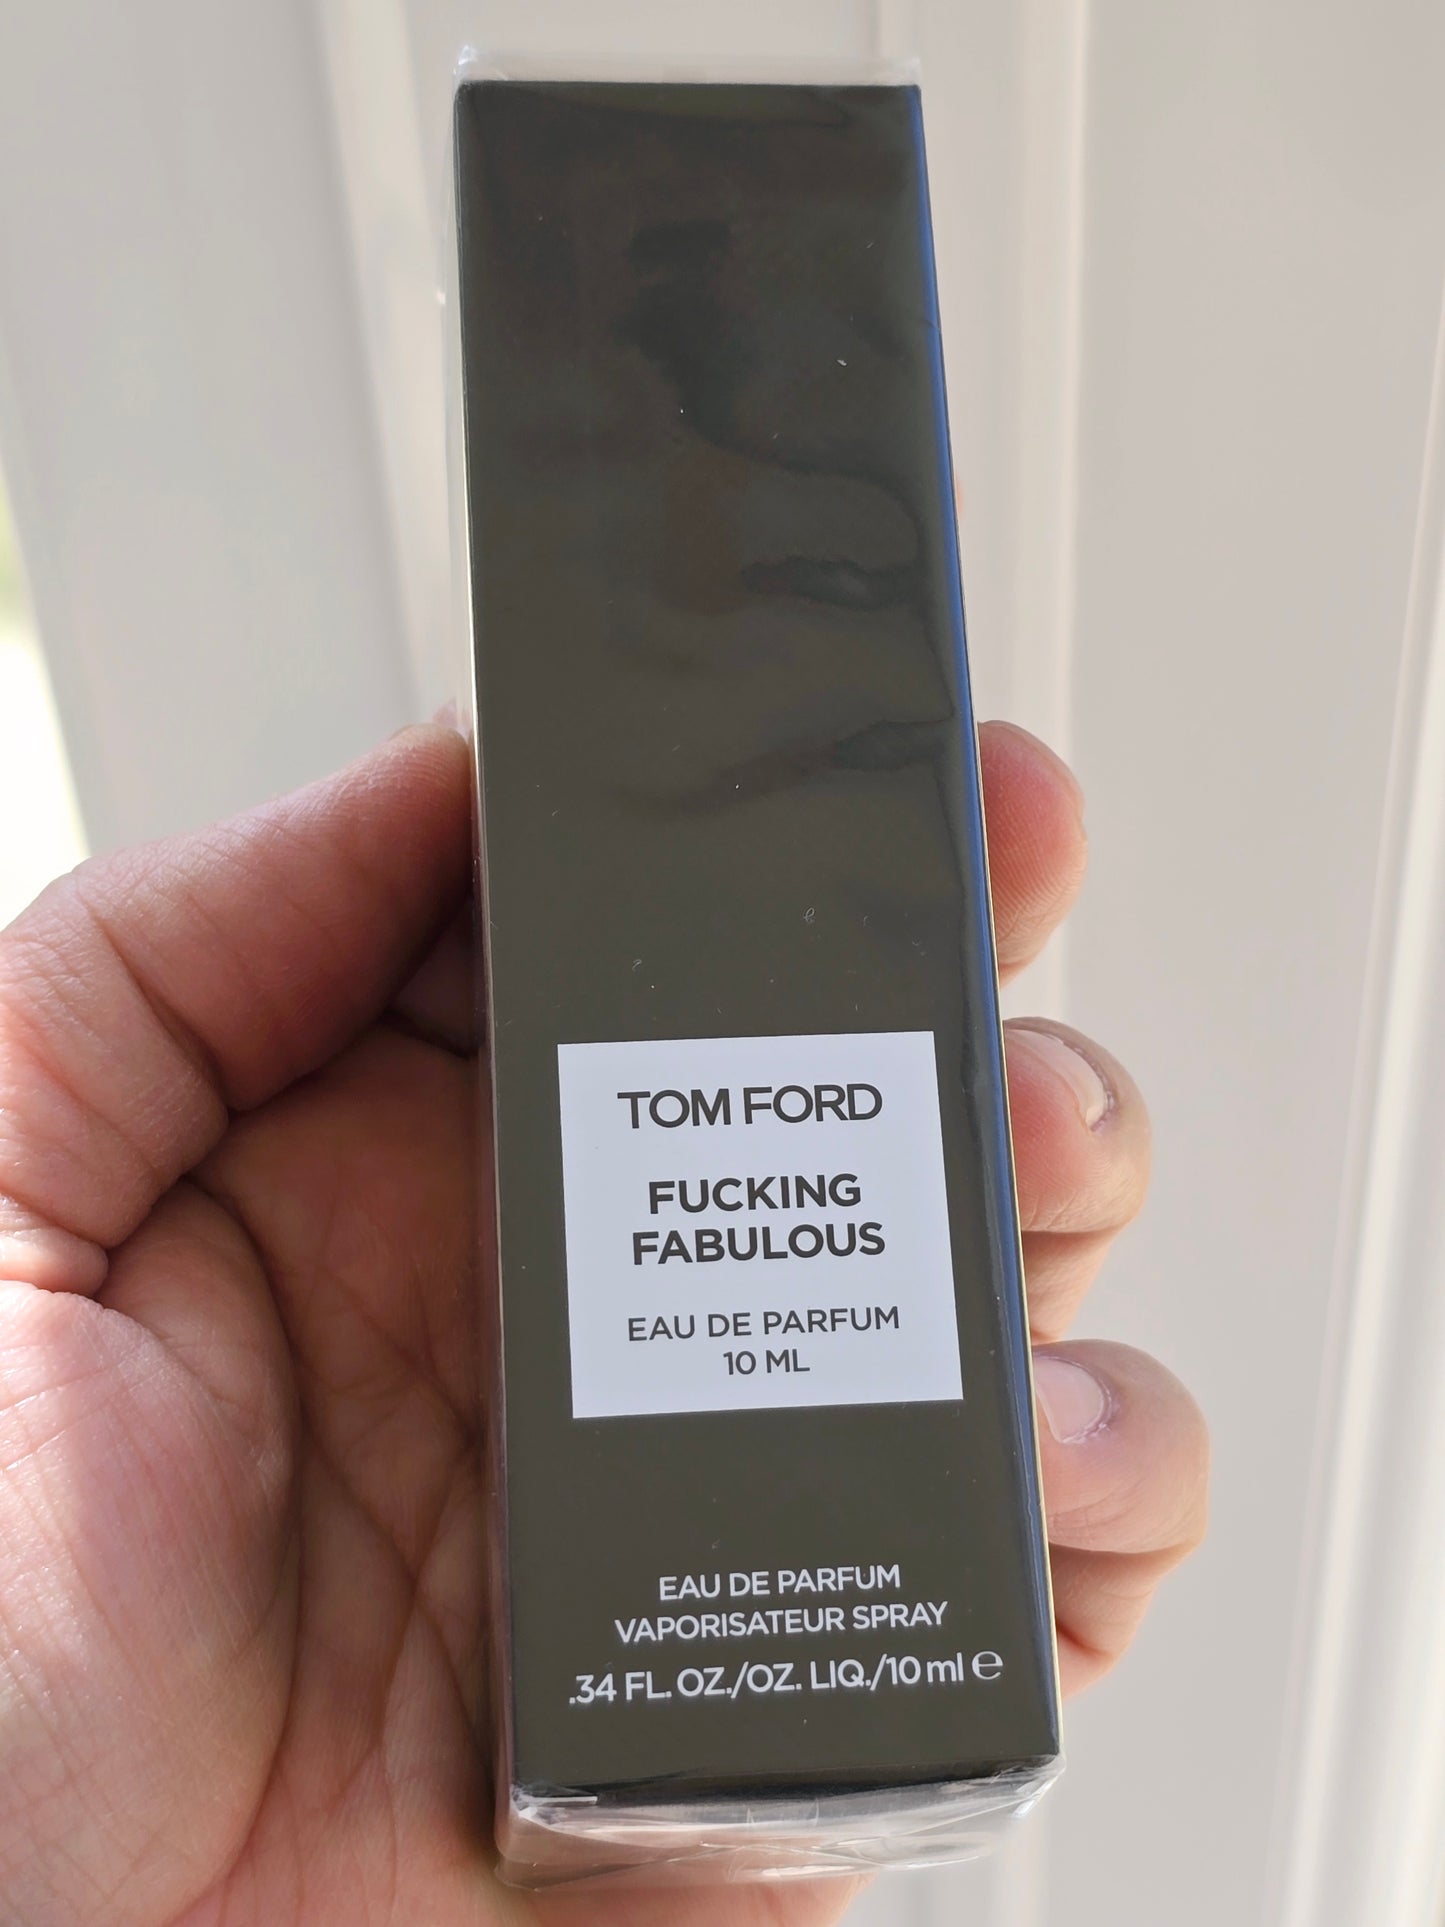 TOM FORD
FUCKING
FABULOUS
EAU DE PARFUM
10 ML
EAU DE PARFUM
VAPORISATEUR SPRAY
.34 FL. OZ./OZ. LIQ./10 ml ℮